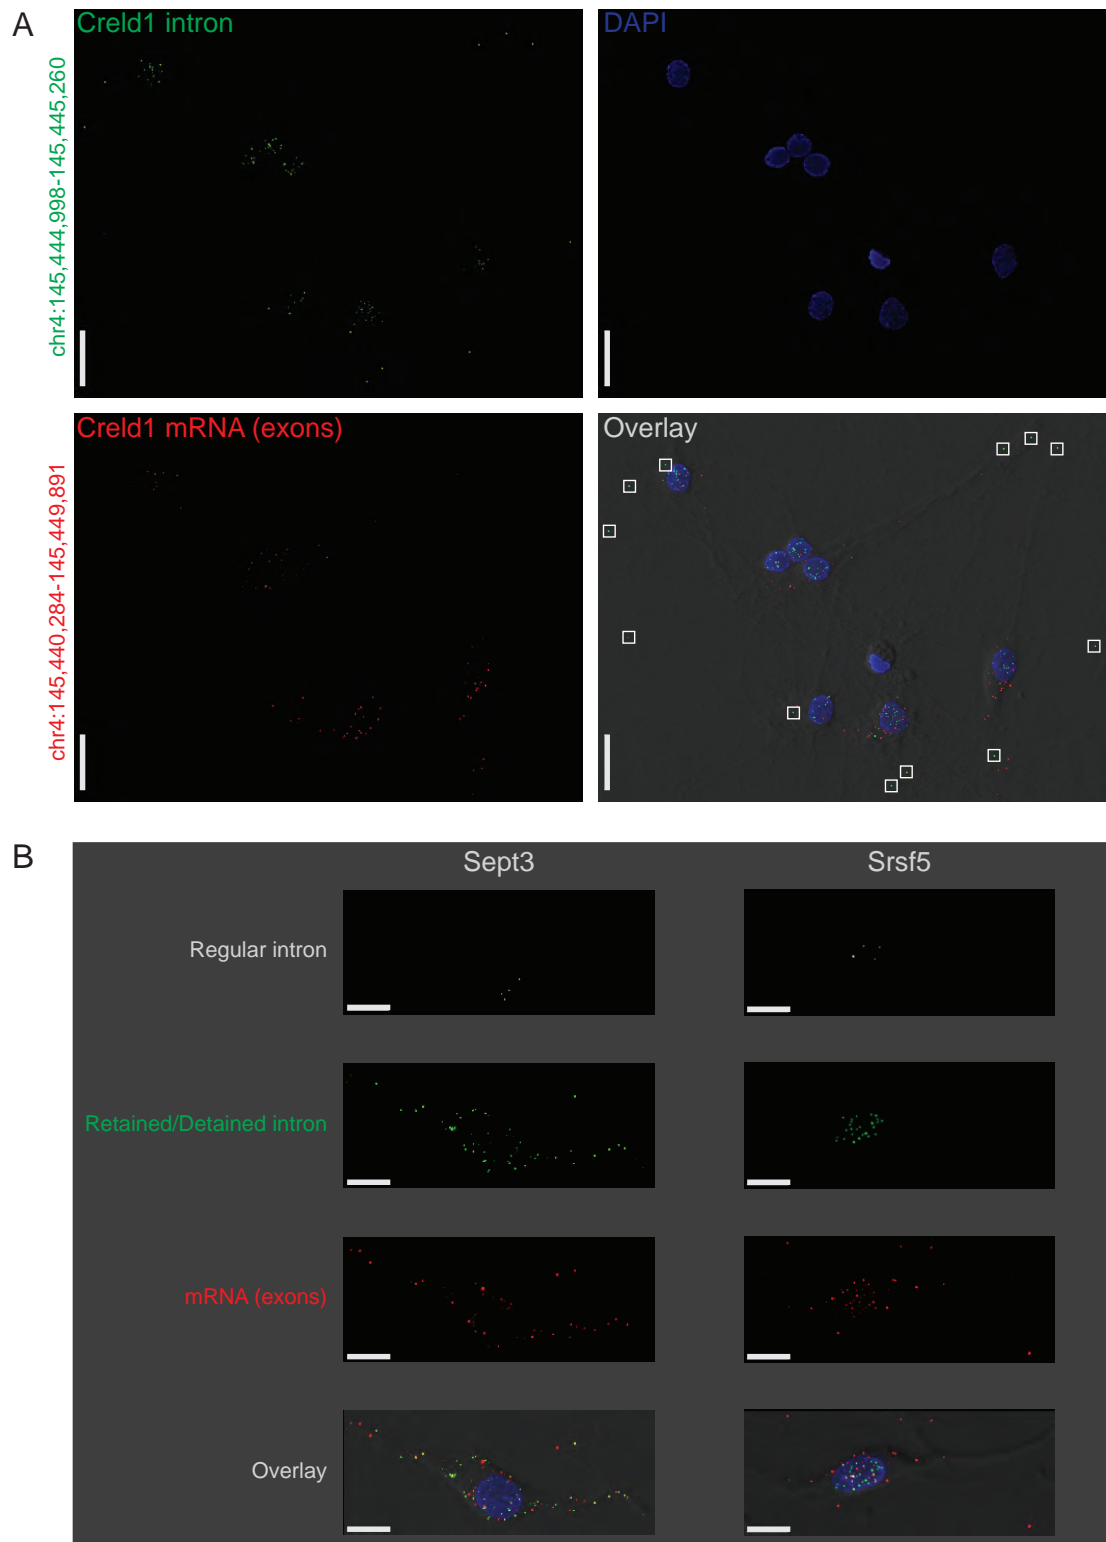 A
Creld1 intron
DAPI
chr4:145,444,998-145,445,260
Creld1 mRNA (exons)
Overlay
chr4:145,440,284-145,449,891
B
Sept3
Srsf5
Regular intron
Retained/Detained intron
mRNA (exons)
Overlay